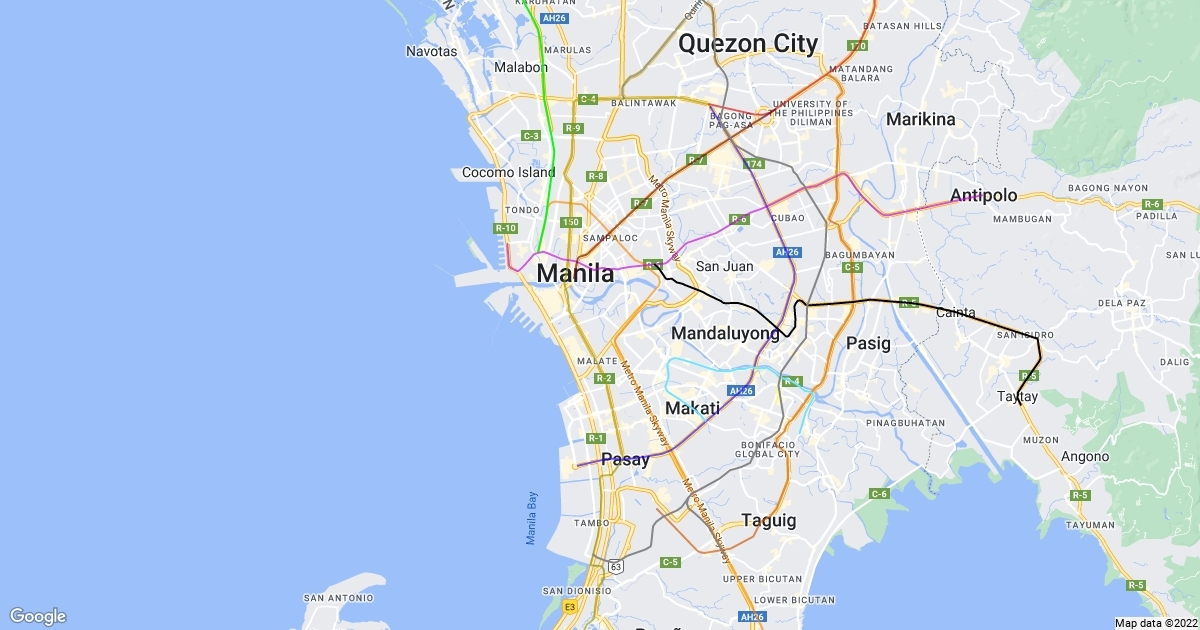 KARUHATAN
AH26
Quezon City
BATASAN HILLS
Navotas
MARULAS
170
Malabon
MATANDANG
BALARA
C-4
BALINTAWAK
UNIVERSITY OF
THE PHILIPPINES
DILIMAN
BAGONG
PAG-ASA
Marikina
C-3
R-9
R-7
174
Cocomo Island
R-8
Metro Manila Skyway
Antipolo
BAGONG NAYON
R-6
PADILLA
TONDO
150
R-7
CUBAO
MAMBUGAN
R-10
SAMPALOC
AH26
BAGUMBAYAN
SAN LU
Manila
San Juan
C-5
R-5
Cainta
DELA PAZ
Mandaluyong
Pasig
SAN ISIDRO
MALATE
DALIG
R-2
Metro Manila Skyway
R-4
R-5
AH26
Taytay
Makati
PINAGBUHATAN
R-1
BONIFACIO
GLOBAL CITY
MUZON
Pasay
Angono
Manila Bay
Metro Manila Skyway
C-6
R-5
TAMBO
Taguig
TAYUMAN
C-5
63
UPPER BICUTAN
R-5
SAN DIONISIO
SAN ANTONIO
LOWER BICUTAN
E3
AH26
Google
Map data ©2022